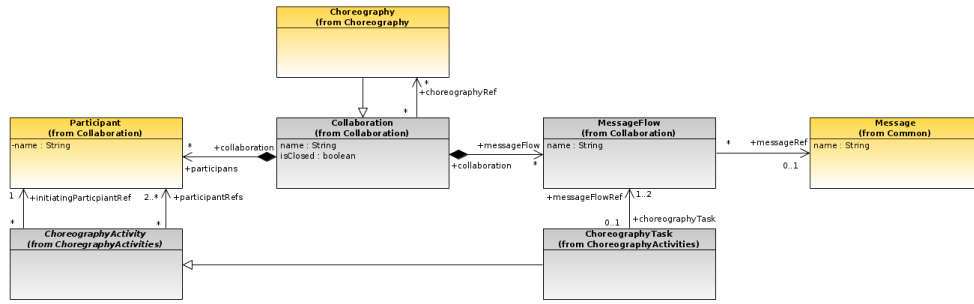 Choreography
(from Choreography
*
+choreographyRef
*
Participant
(from Collaboration)
-name : String
Collaboration
(from Collaboration)
name : String
isClosed : boolean
MessageFlow
(from Collaboration)
name : String
Message
(from Common)
name : String
*
+collaboration
+participans
+messageFlow
+collaboration
*
*
+messageRef
0..1
1
+initiatingParticpiantRef
*
2..*
+participantRefs
*
+messageFlowRef
1..2
0..1
+choreographyTask
ChoreographyActivity
(from ChoregraphyActivities)
ChoreographyTask
(from ChoreographyActivities)